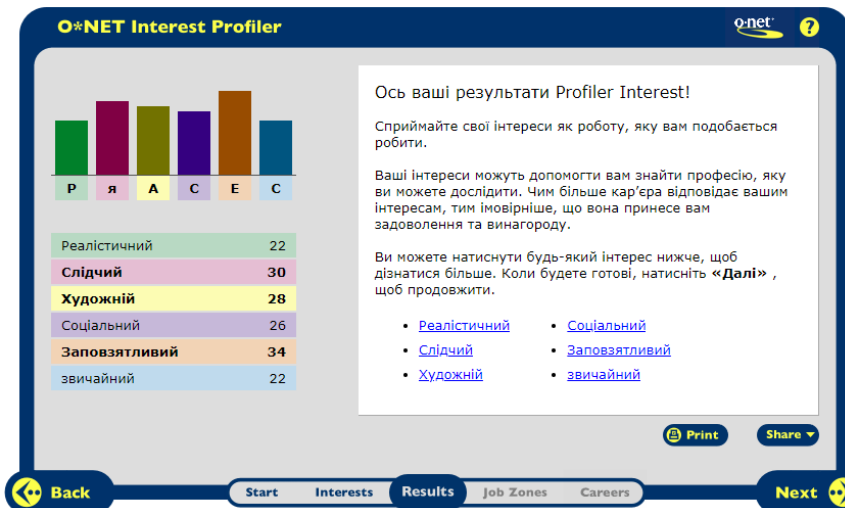 O*NET Interest Profiler
o·net
?
Р я А С Е С
Реалістичний 22
Слідчий 30
Художній 28
Соціальний 26
Заповзятливий 34
звичайний 22
Ось ваші результати Profiler Interest!
Сприймайте свої інтереси як роботу, яку вам подобається
робити.
Ваші інтереси можуть допомогти вам знайти професію, яку
ви можете дослідити. Чим більше кар’єра відповідає вашим
інтересам, тим імовірніше, що вона принесе вам
задоволення та винагороду.
Ви можете натиснути будь-який інтерес нижче, щоб
дізнатися більше. Коли будете готові, натисніть «Далі» ,
щоб продовжити.
• Реалістичний • Соціальний
• Слідчий • Заповзятливий
• Художній • звичайний
Print Share
Back Start Interests Results Job Zones Careers Next